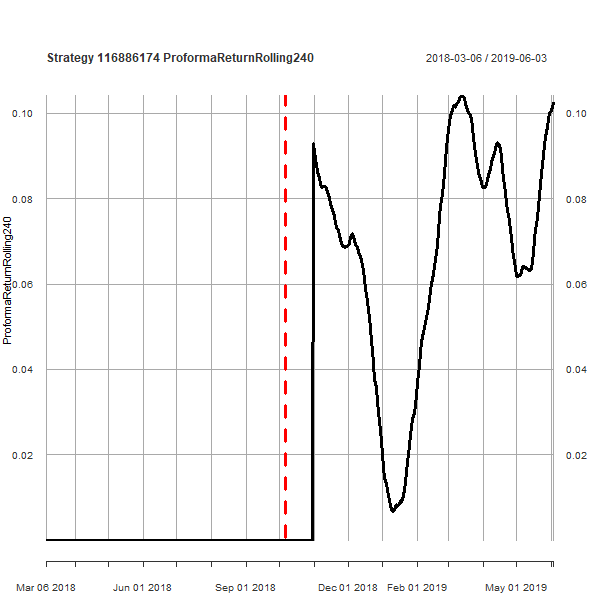 Strategy 116886174 ProformaReturnRolling240
2018-03-06 / 2019-06-03
ProformaReturnRolling240
0.10 0.10
0.08 0.08
0.06 0.06
0.04 0.04
0.02 0.02
Mar 06 2018 Jun 01 2018 Sep 01 2018 Dec 01 2018 Feb 01 2019 May 01 2019